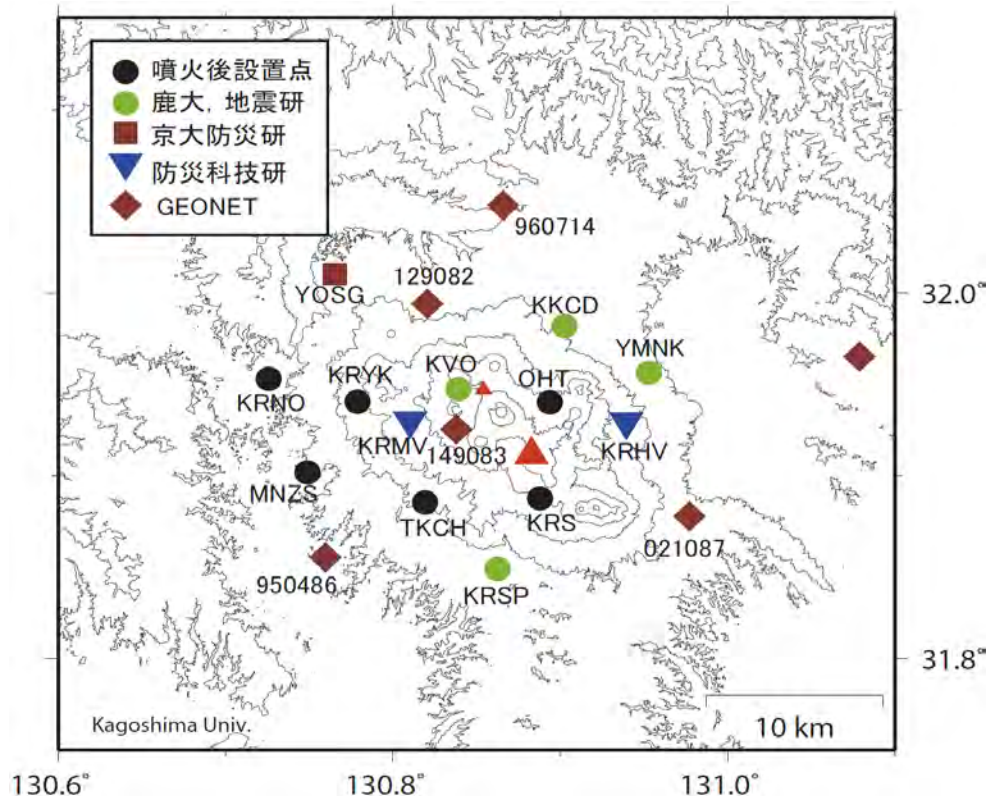 噴火後設置点
鹿大, 地震研
京大防災研
防災科技研
GEONET
960714
YOSG
129082
32.0°
KKCD
YMNK
KVO
OHT
KRYK
KRNO
KRMV
149083
KRHV
MNZS
TKCH
KRS
021087
950486
KRSP
31.8°
Kagoshima Univ.
10 km
130.6°
130.8°
131.0°